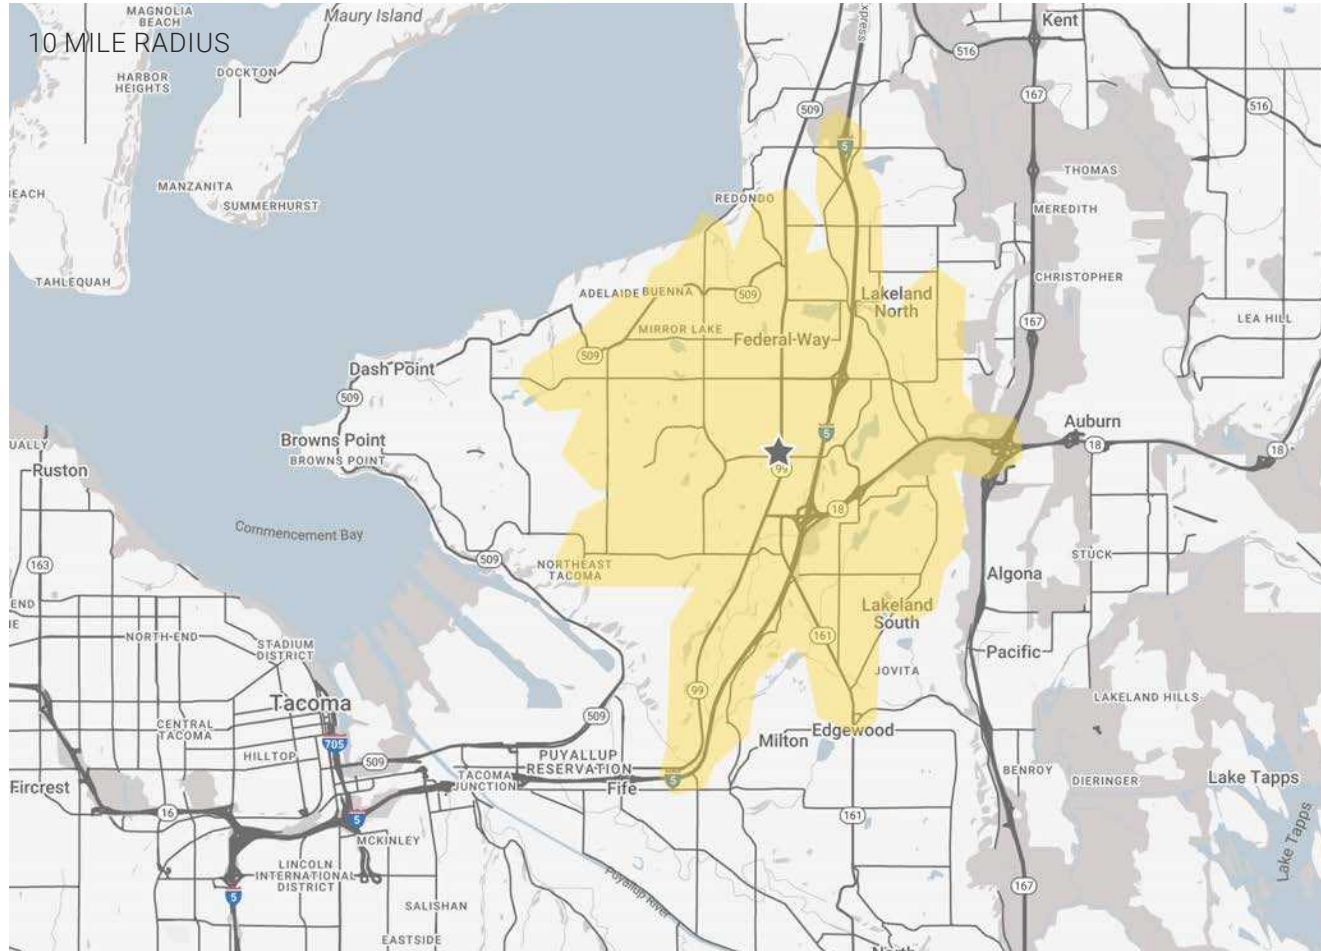 MAGNOLIA
BEACH
Maury Island
Kent
10 MILE RADIUS
516
HARBOR
HEIGHTS
DOCKTON
167
509
516
5
THOMAS
MANZANITA
SUMMERHURST
REDONDO
MEREDITH
TAHLEQUAH
CHRISTOPHER
ADELAIDE
BUENNA
509
Lakeland
North
167
LEA HILL
MIRROR LAKE
Federal Way
509
Dash Point
509
Auburn
5
18
18
Browns Point
BROWNS POINT
Ruston
99
18
Commencement Bay
509
STUCK
163
NORTHEAST
TACOMA
Algona
Lakeland
South
NORTH-END
STADIUM
DISTRICT
161
Pacific
JOVITA
99
LAKELAND HILLS
Tacoma
509
CENTRAL
TACOMA
705
Edgewood
Milton
HILLTOP
509
PUYALLUP
RESERVATION
BENROY
DIERINGER
Lake Tapps
TACOMA
JUNCTION
5
Fife
Fircrest
16
5
161
MCKINLEY
LINCOLN
INTERNATIONAL
DISTRICT
Lake Tapps
5
167
Puyallup River
SALISHAN
EASTSIDE